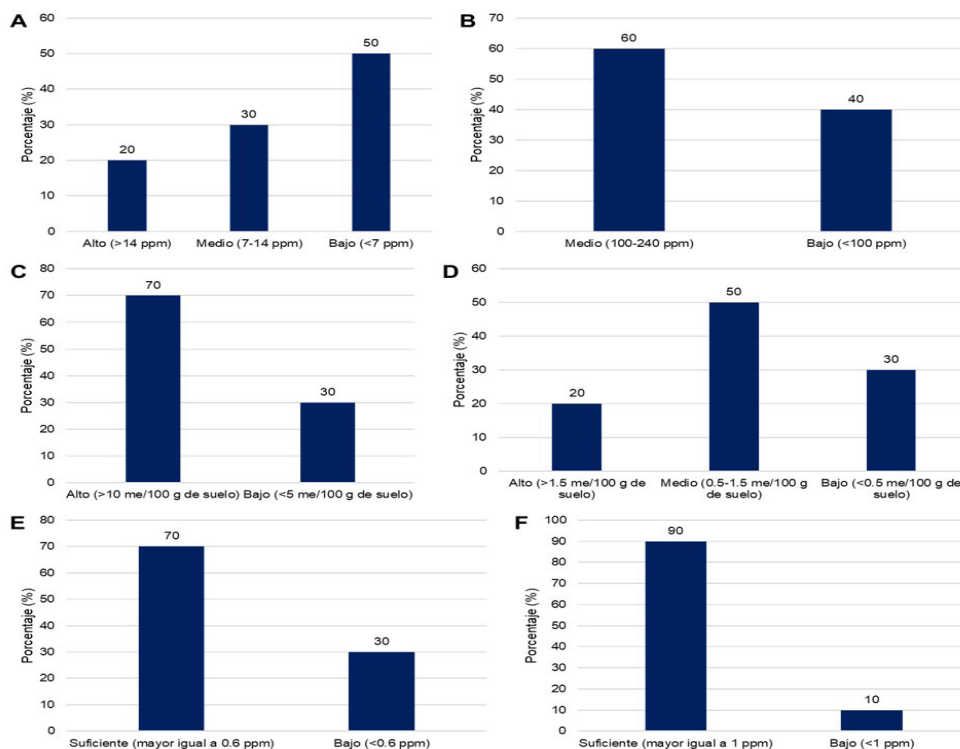 A
Porcentaje (%)
60
50
40
30
20
10
0
20
30
50
Alto (>14 ppm)
Medio (7-14 ppm)
Bajo (<7 ppm)
B
Porcentaje (%)
70
60
50
40
30
20
10
0
60
40
Medio (100-240 ppm)
Bajo (<100 ppm)
C
Porcentaje (%)
80
70
60
50
40
30
20
10
0
70
30
Alto (>10 me/100 g de suelo)
Bajo (<5 me/100 g de suelo)
D
Porcentaje (%)
60
50
40
30
20
10
0
20
50
30
Alto (>1.5 me/100 g de
suelo)
Medio (0.5-1.5 me/100 g
de suelo)
Bajo (<0.5 me/100 g de
suelo)
E
Porcentaje (%)
80
70
60
50
40
30
20
10
0
70
30
Suficiente (mayor igual a 0.6 ppm)
Bajo (<0.6 ppm)
F
Porcentaje (%)
100
90
80
70
60
50
40
30
20
10
0
90
10
Suficiente (mayor igual a 1 ppm)
Bajo (<1 ppm)